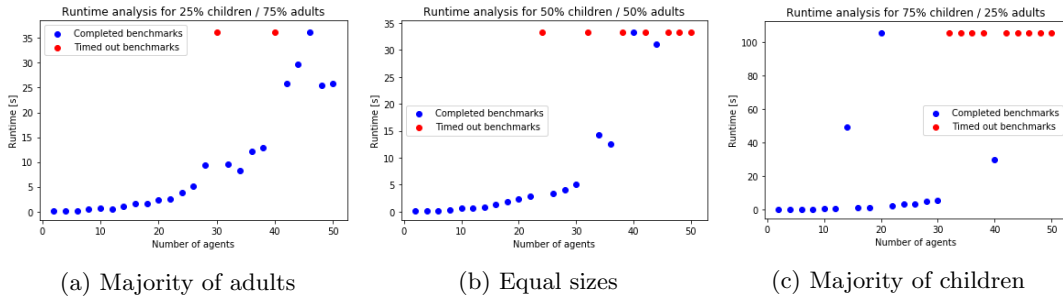 Runtime analysis for 25% children / 75% adults
Completed benchmarks
Timed out benchmarks
Runtime [s]
35
30
25
20
15
10
5
0
0
10
20
30
40
50
Number of agents
(a) Majority of adults
Runtime analysis for 50% children / 50% adults
Completed benchmarks
Timed out benchmarks
Runtime [s]
35
30
25
20
15
10
5
0
0
10
20
30
40
50
Number of agents
(b) Equal sizes
Runtime analysis for 75% children / 25% adults
Completed benchmarks
Timed out benchmarks
Runtime [s]
100
80
60
40
20
0
0
10
20
30
40
50
Number of agents
(c) Majority of children